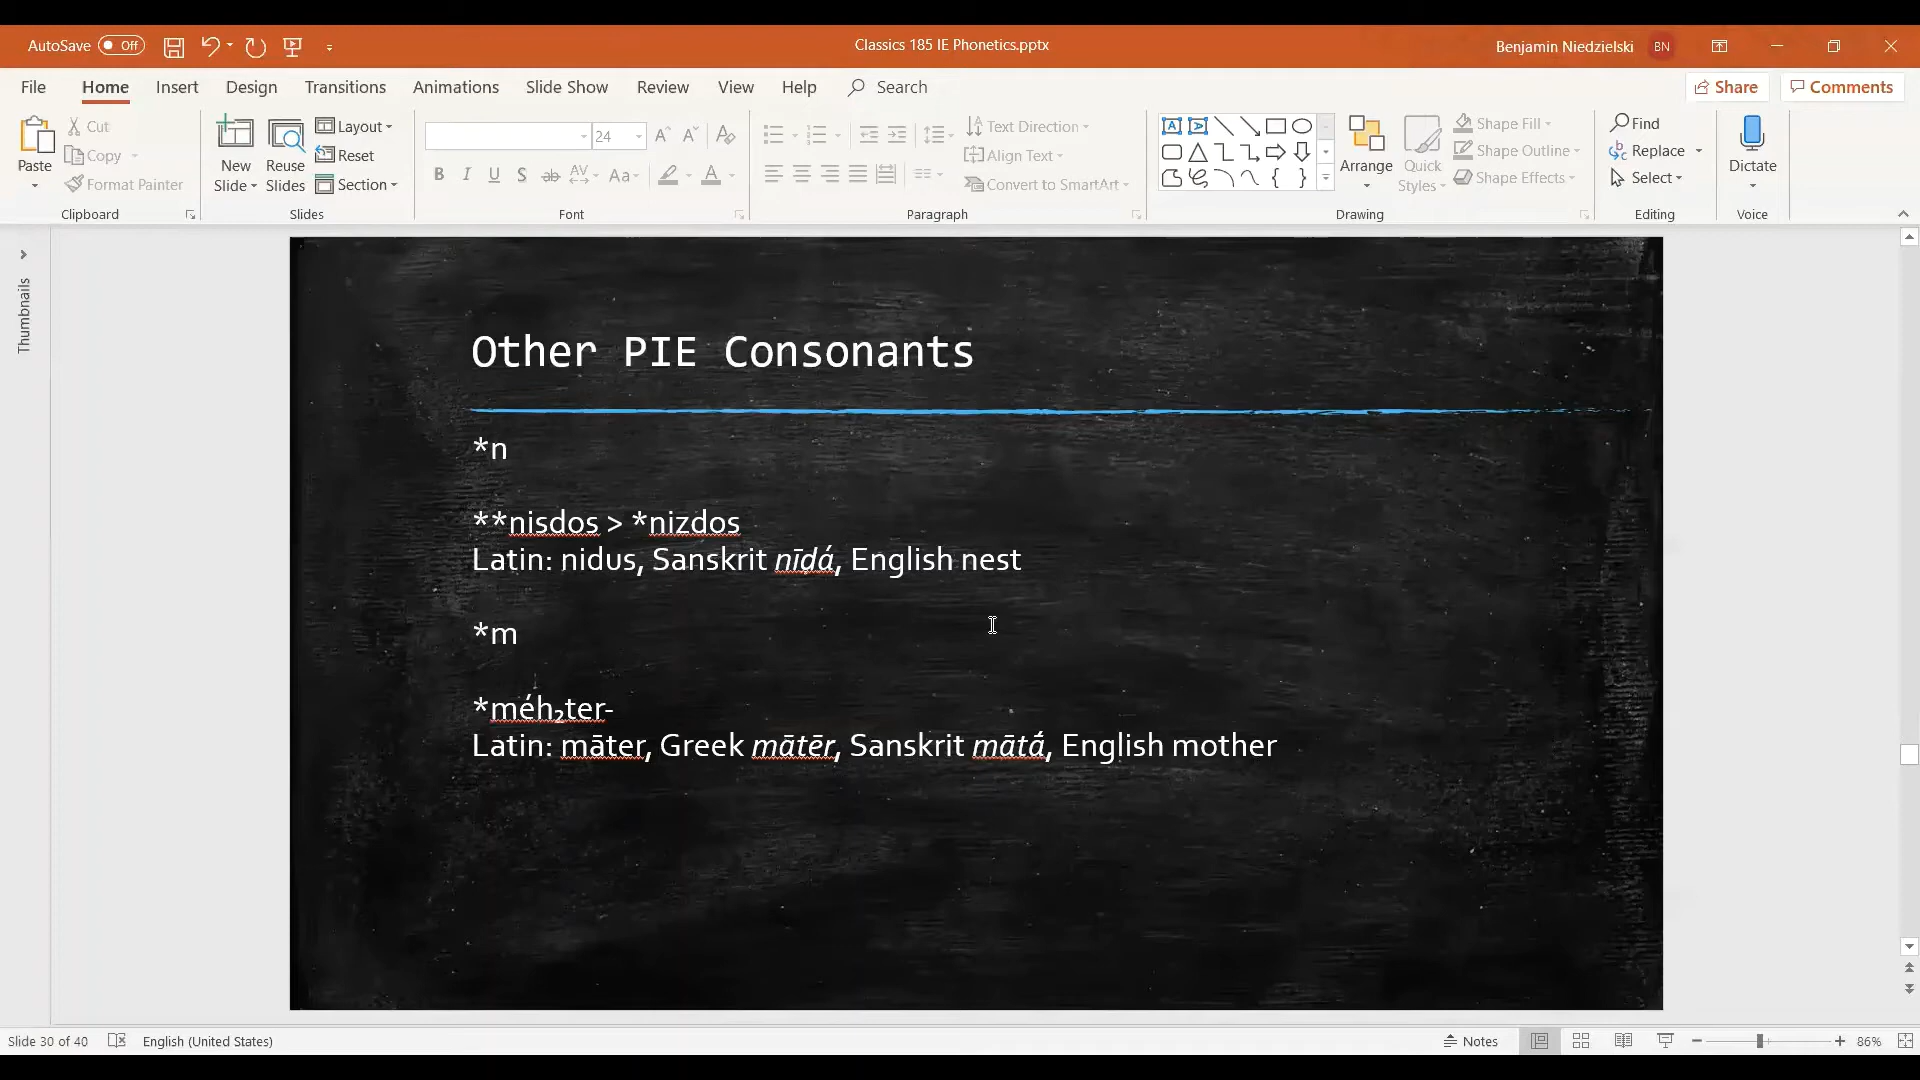 AutoSave Off
Classics 185 IE Phonetics.pptx
Benjamin Niedzielski BN
File Home Insert Design Transitions Animations Slide Show Review View Help Search
Share Comments
Paste
Cut
Copy
Format Painter
Clipboard
New Slide
Reuse Slides
Layout
Reset
Section
Slides
24
Font
Text Direction
Align Text
Convert to SmartArt
Paragraph
Arrange
Quick Styles
Shape Fill
Shape Outline
Shape Effects
Drawing
Find
Replace
Select
Editing
Dictate
Voice
Thumbnails
Other PIE Consonants
*n
**nisdos > *nizdos
Latin: nidus, Sanskrit nīḍá, English nest
*m
*méh₂ter-
Latin: māter, Greek mātēr, Sanskrit mātā́, English mother
Slide 30 of 40
English (United States)
Notes
86%